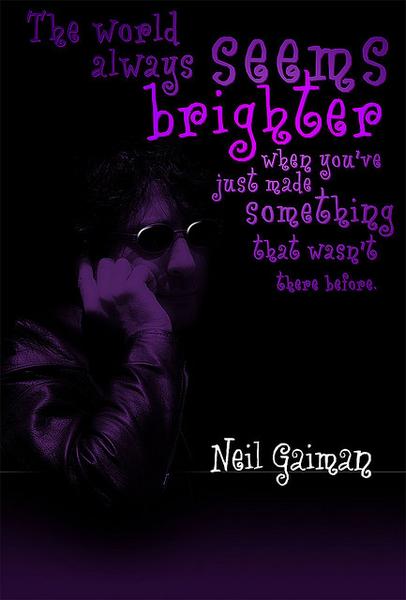 The world
always seems
brighter
when you've
just made
something
that wasn't
there before.
Neil Gaiman